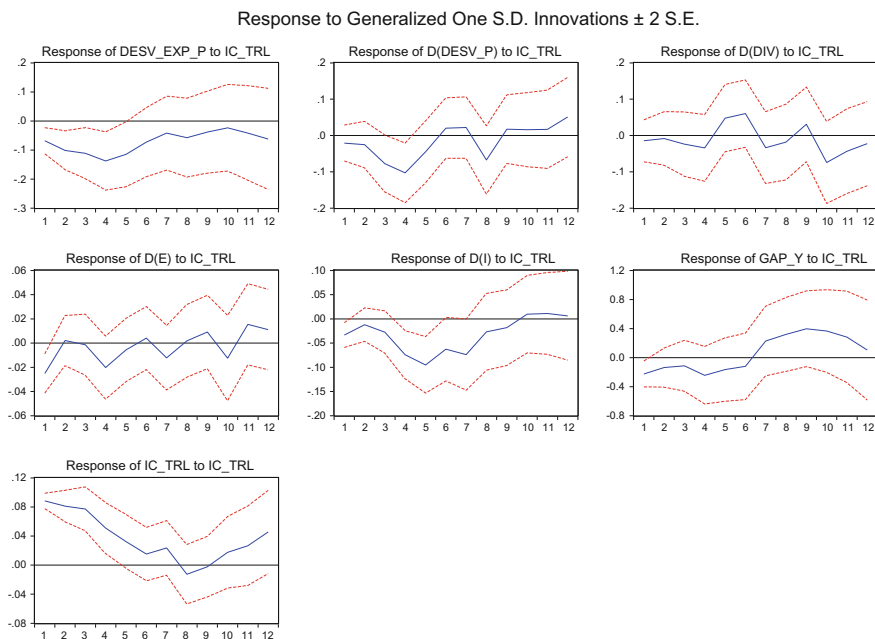 Response to Generalized One S.D. Innovations ± 2 S.E.
Response of DESV_EXP_P to IC_TRL
.2
.1
.0
-.1
-.2
-.3
1 2 3 4 5 6 7 8 9 10 11 12
Response of D(DESV_P) to IC_TRL
.2
.1
.0
-.1
-.2
1 2 3 4 5 6 7 8 9 10 11 12
Response of D(DIV) to IC_TRL
.2
.1
.0
-.1
-.2
1 2 3 4 5 6 7 8 9 10 11 12
Response of D(E) to IC_TRL
.06
.04
.02
.00
-.02
-.04
-.06
1 2 3 4 5 6 7 8 9 10 11 12
Response of D(I) to IC_TRL
.10
.05
.00
-.05
-.10
-.15
-.20
1 2 3 4 5 6 7 8 9 10 11 12
Response of GAP_Y to IC_TRL
1.2
0.8
0.4
0.0
-0.4
-0.8
1 2 3 4 5 6 7 8 9 10 11 12
Response of IC_TRL to IC_TRL
.12
.08
.04
.00
-.04
-.08
1 2 3 4 5 6 7 8 9 10 11 12